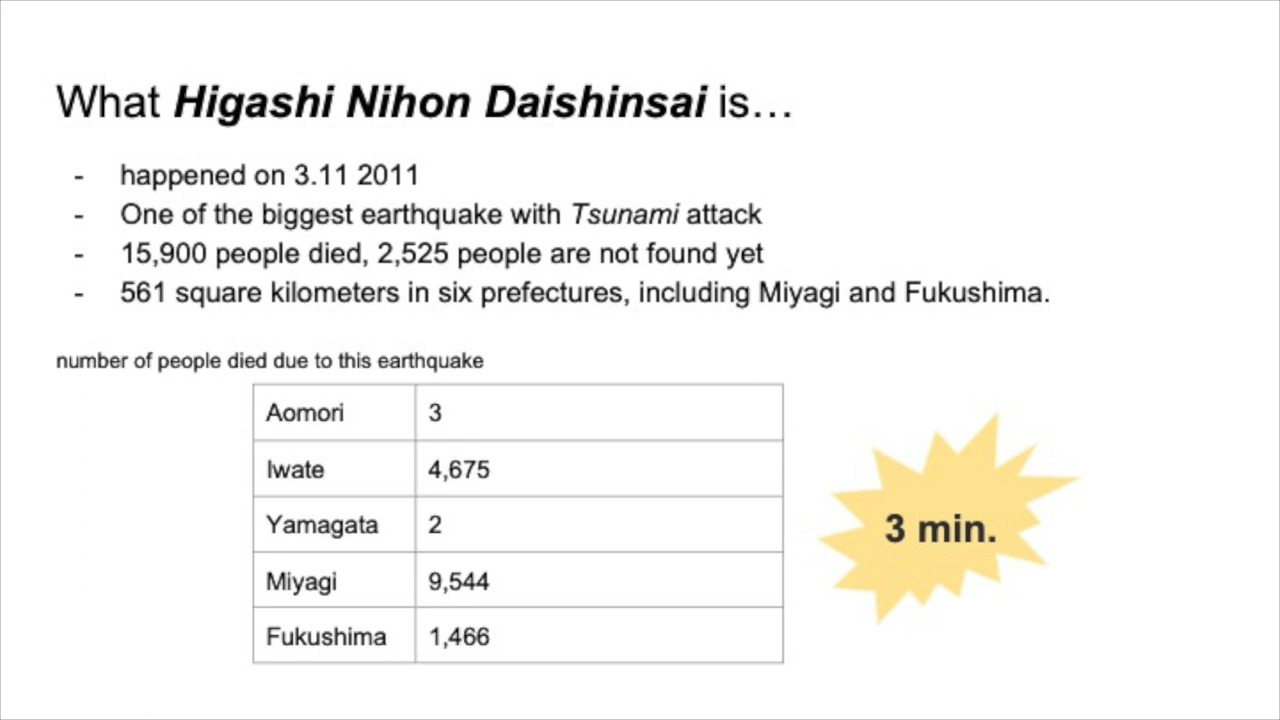 What Higashi Nihon Daishinsai is…
- happened on 3.11 2011
- One of the biggest earthquake with Tsunami attack
- 15,900 people died, 2,525 people are not found yet
- 561 square kilometers in six prefectures, including Miyagi and Fukushima.
number of people died due to this earthquake
Aomori 3
Iwate 4,675
Yamagata 2
Miyagi 9,544
Fukushima 1,466
3 min.